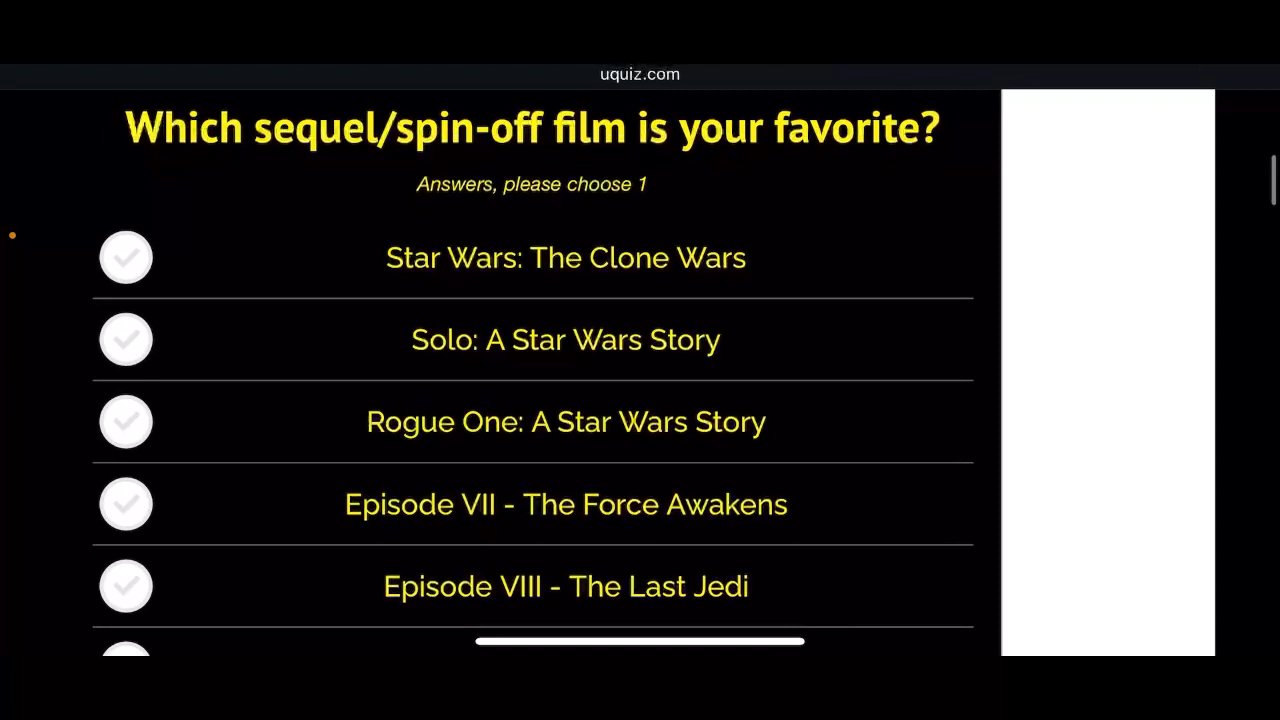 uquiz.com
Which sequel/spin-off film is your favorite?
Answers, please choose 1
Star Wars: The Clone Wars
Solo: A Star Wars Story
Rogue One: A Star Wars Story
Episode VII - The Force Awakens
Episode VIII - The Last Jedi